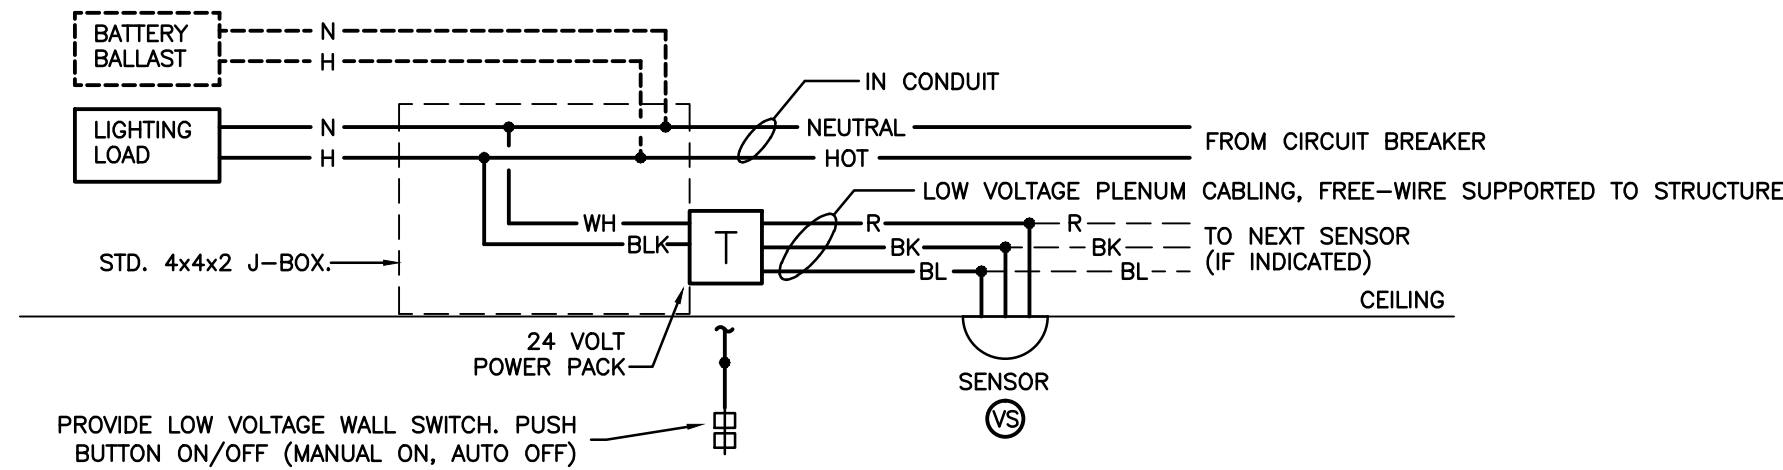 BATTERY
BALLAST
N
H
IN CONDUIT
LIGHTING
LOAD
N
H
NEUTRAL
HOT
FROM CIRCUIT BREAKER
LOW VOLTAGE PLENUM CABLING, FREE-WIRE SUPPORTED TO STRUCTURE
WH
BLK
T
R
BK
BL
R
BK
BL
TO NEXT SENSOR
(IF INDICATED)
STD. 4x4x2 J-BOX.
CEILING
24 VOLT
POWER PACK
SENSOR
VS
PROVIDE LOW VOLTAGE WALL SWITCH. PUSH
BUTTON ON/OFF (MANUAL ON, AUTO OFF)